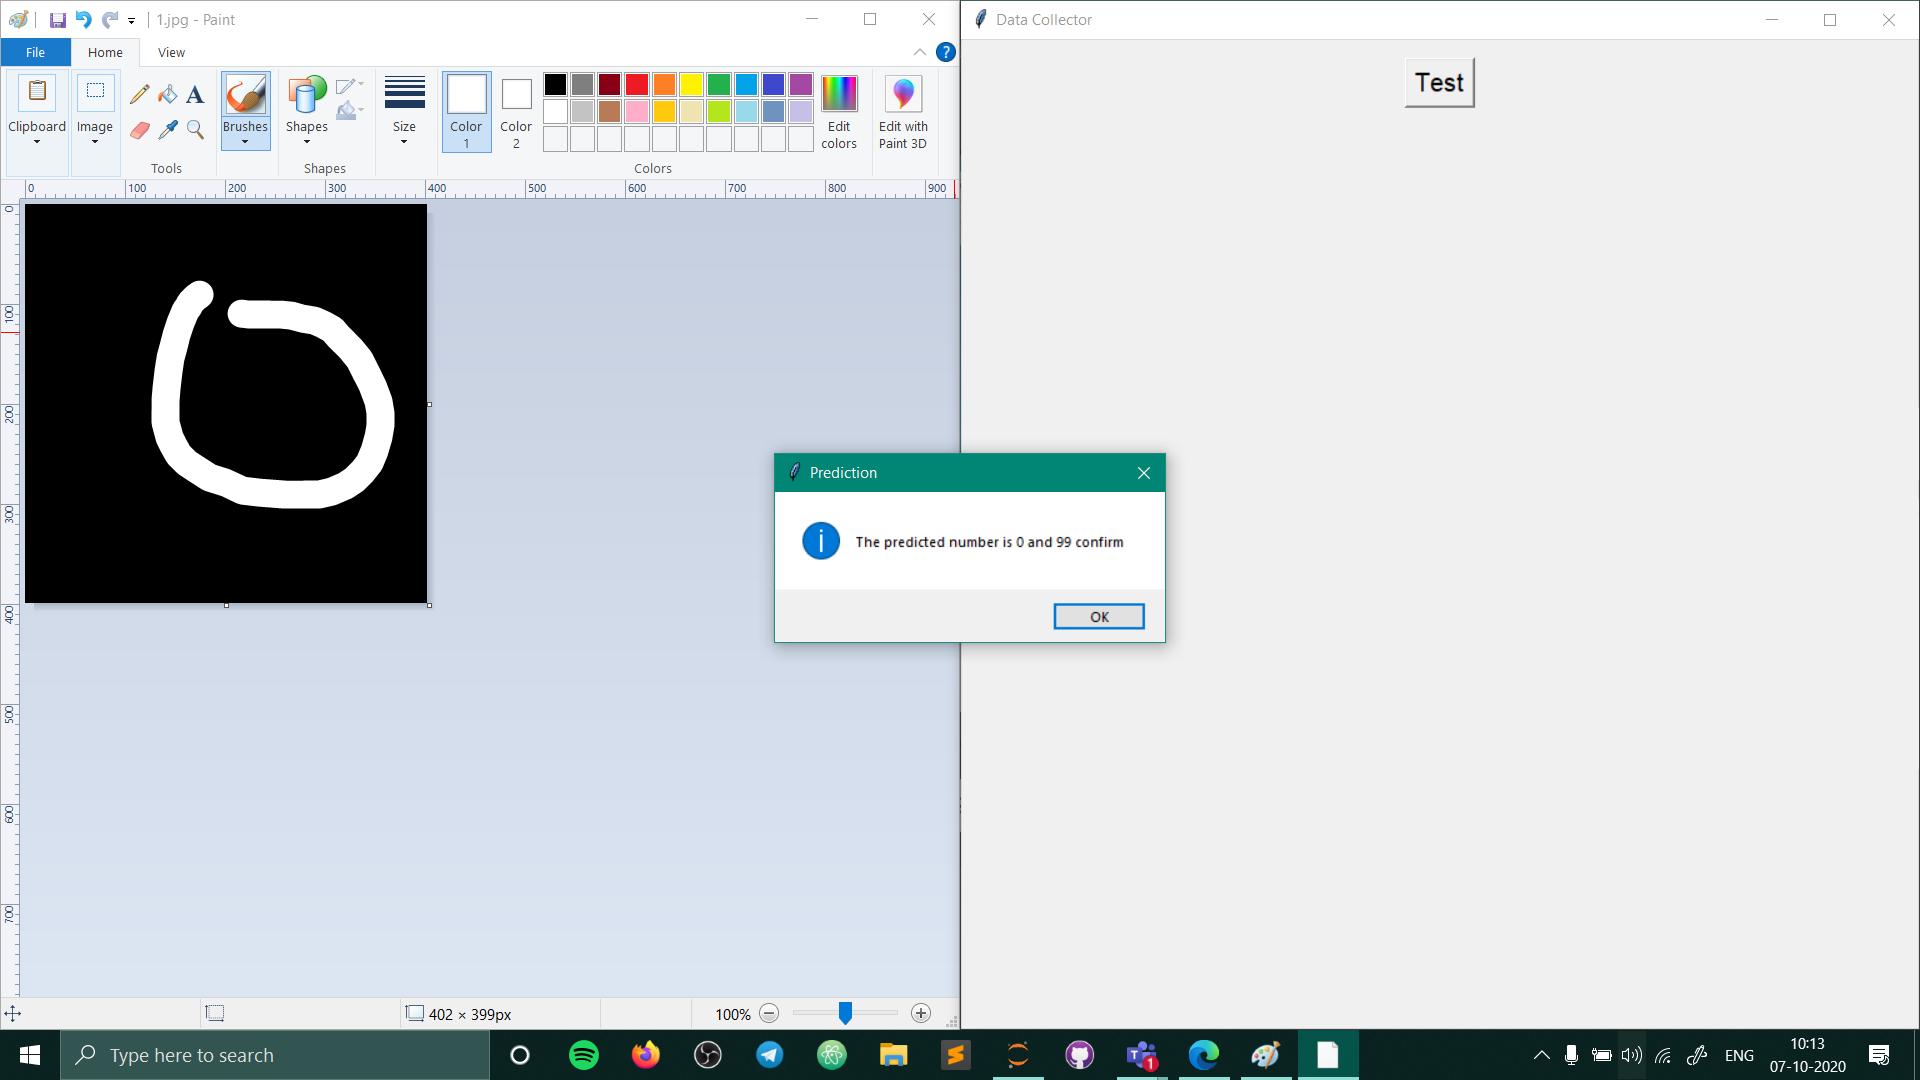 1.jpg - Paint
File
Home
View
Clipboard
Image
A
Brushes
Shapes
Size
Color
1
Color
2
Edit
colors
Edit with
Paint 3D
Tools
Shapes
Colors
0 100 200 300 400 500 600 700 800 900
0
100
200
300
400
500
600
700
402 × 399px
100%
Data Collector
Test
Prediction
The predicted number is 0 and 99 confirm
OK
Type here to search
1
ENG
10:13
07-10-2020